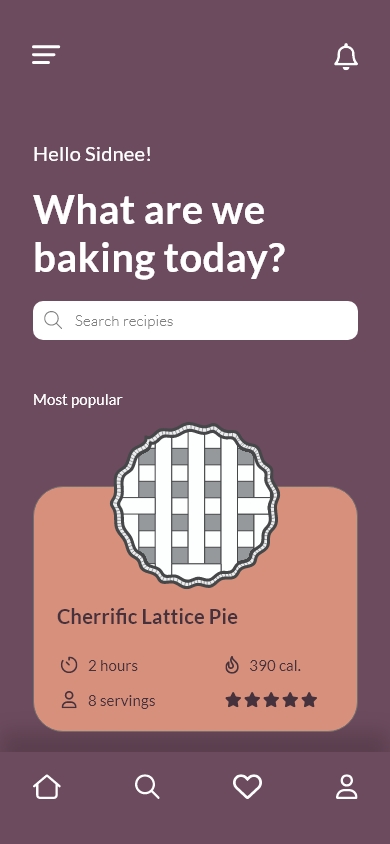 Hello Sidnee!
What are we
baking today?
Search recipies
Most popular
Cherrific Lattice Pie
2 hours
390 cal.
8 servings